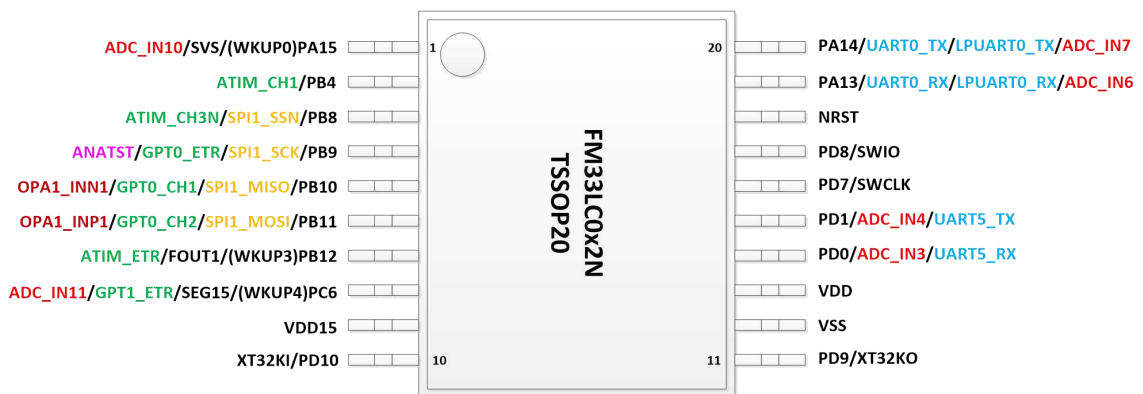 ADC_IN10/SVS/(WKUP0)PA15
1
20
PA14/UART0_TX/LPUART0_TX/ADC_IN7
ATIM_CH1/PB4
PA13/UART0_RX/LPUART0_RX/ADC_IN6
ATIM_CH3N/SPI1_SSN/PB8
NRST
ANATST/GPT0_ETR/SPI1_SCK/PB9
PD8/SWIO
OPA1_INN1/GPT0_CH1/SPI1_MISO/PB10
PD7/SWCLK
OPA1_INP1/GPT0_CH2/SPI1_MOSI/PB11
PD1/ADC_IN4/UART5_TX
ATIM_ETR/FOUT1/(WKUP3)PB12
PD0/ADC_IN3/UART5_RX
ADC_IN11/GPT1_ETR/SEG15/(WKUP4)PC6
VDD
VDD15
VSS
XT32KI/PD10
10
11
PD9/XT32KO
FM33LC0x2N
TSSOP20